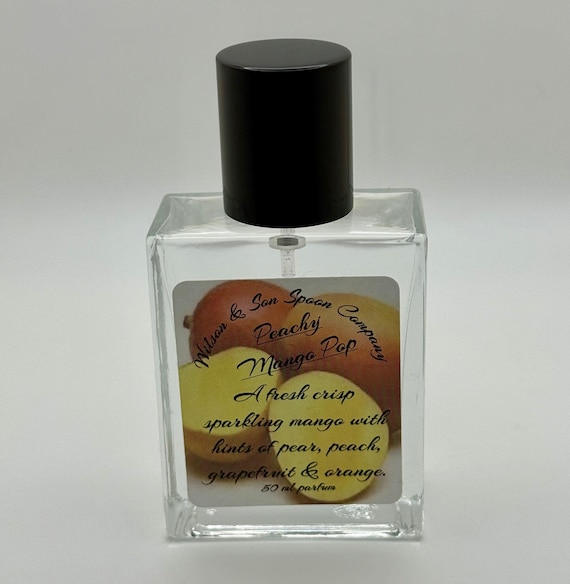 Wilson & Son Spoon Company
Peachy
Mango Pop
A fresh crisp
sparkling mango with
hints of pear, peach,
grapefruit & orange.
50 ml parfum